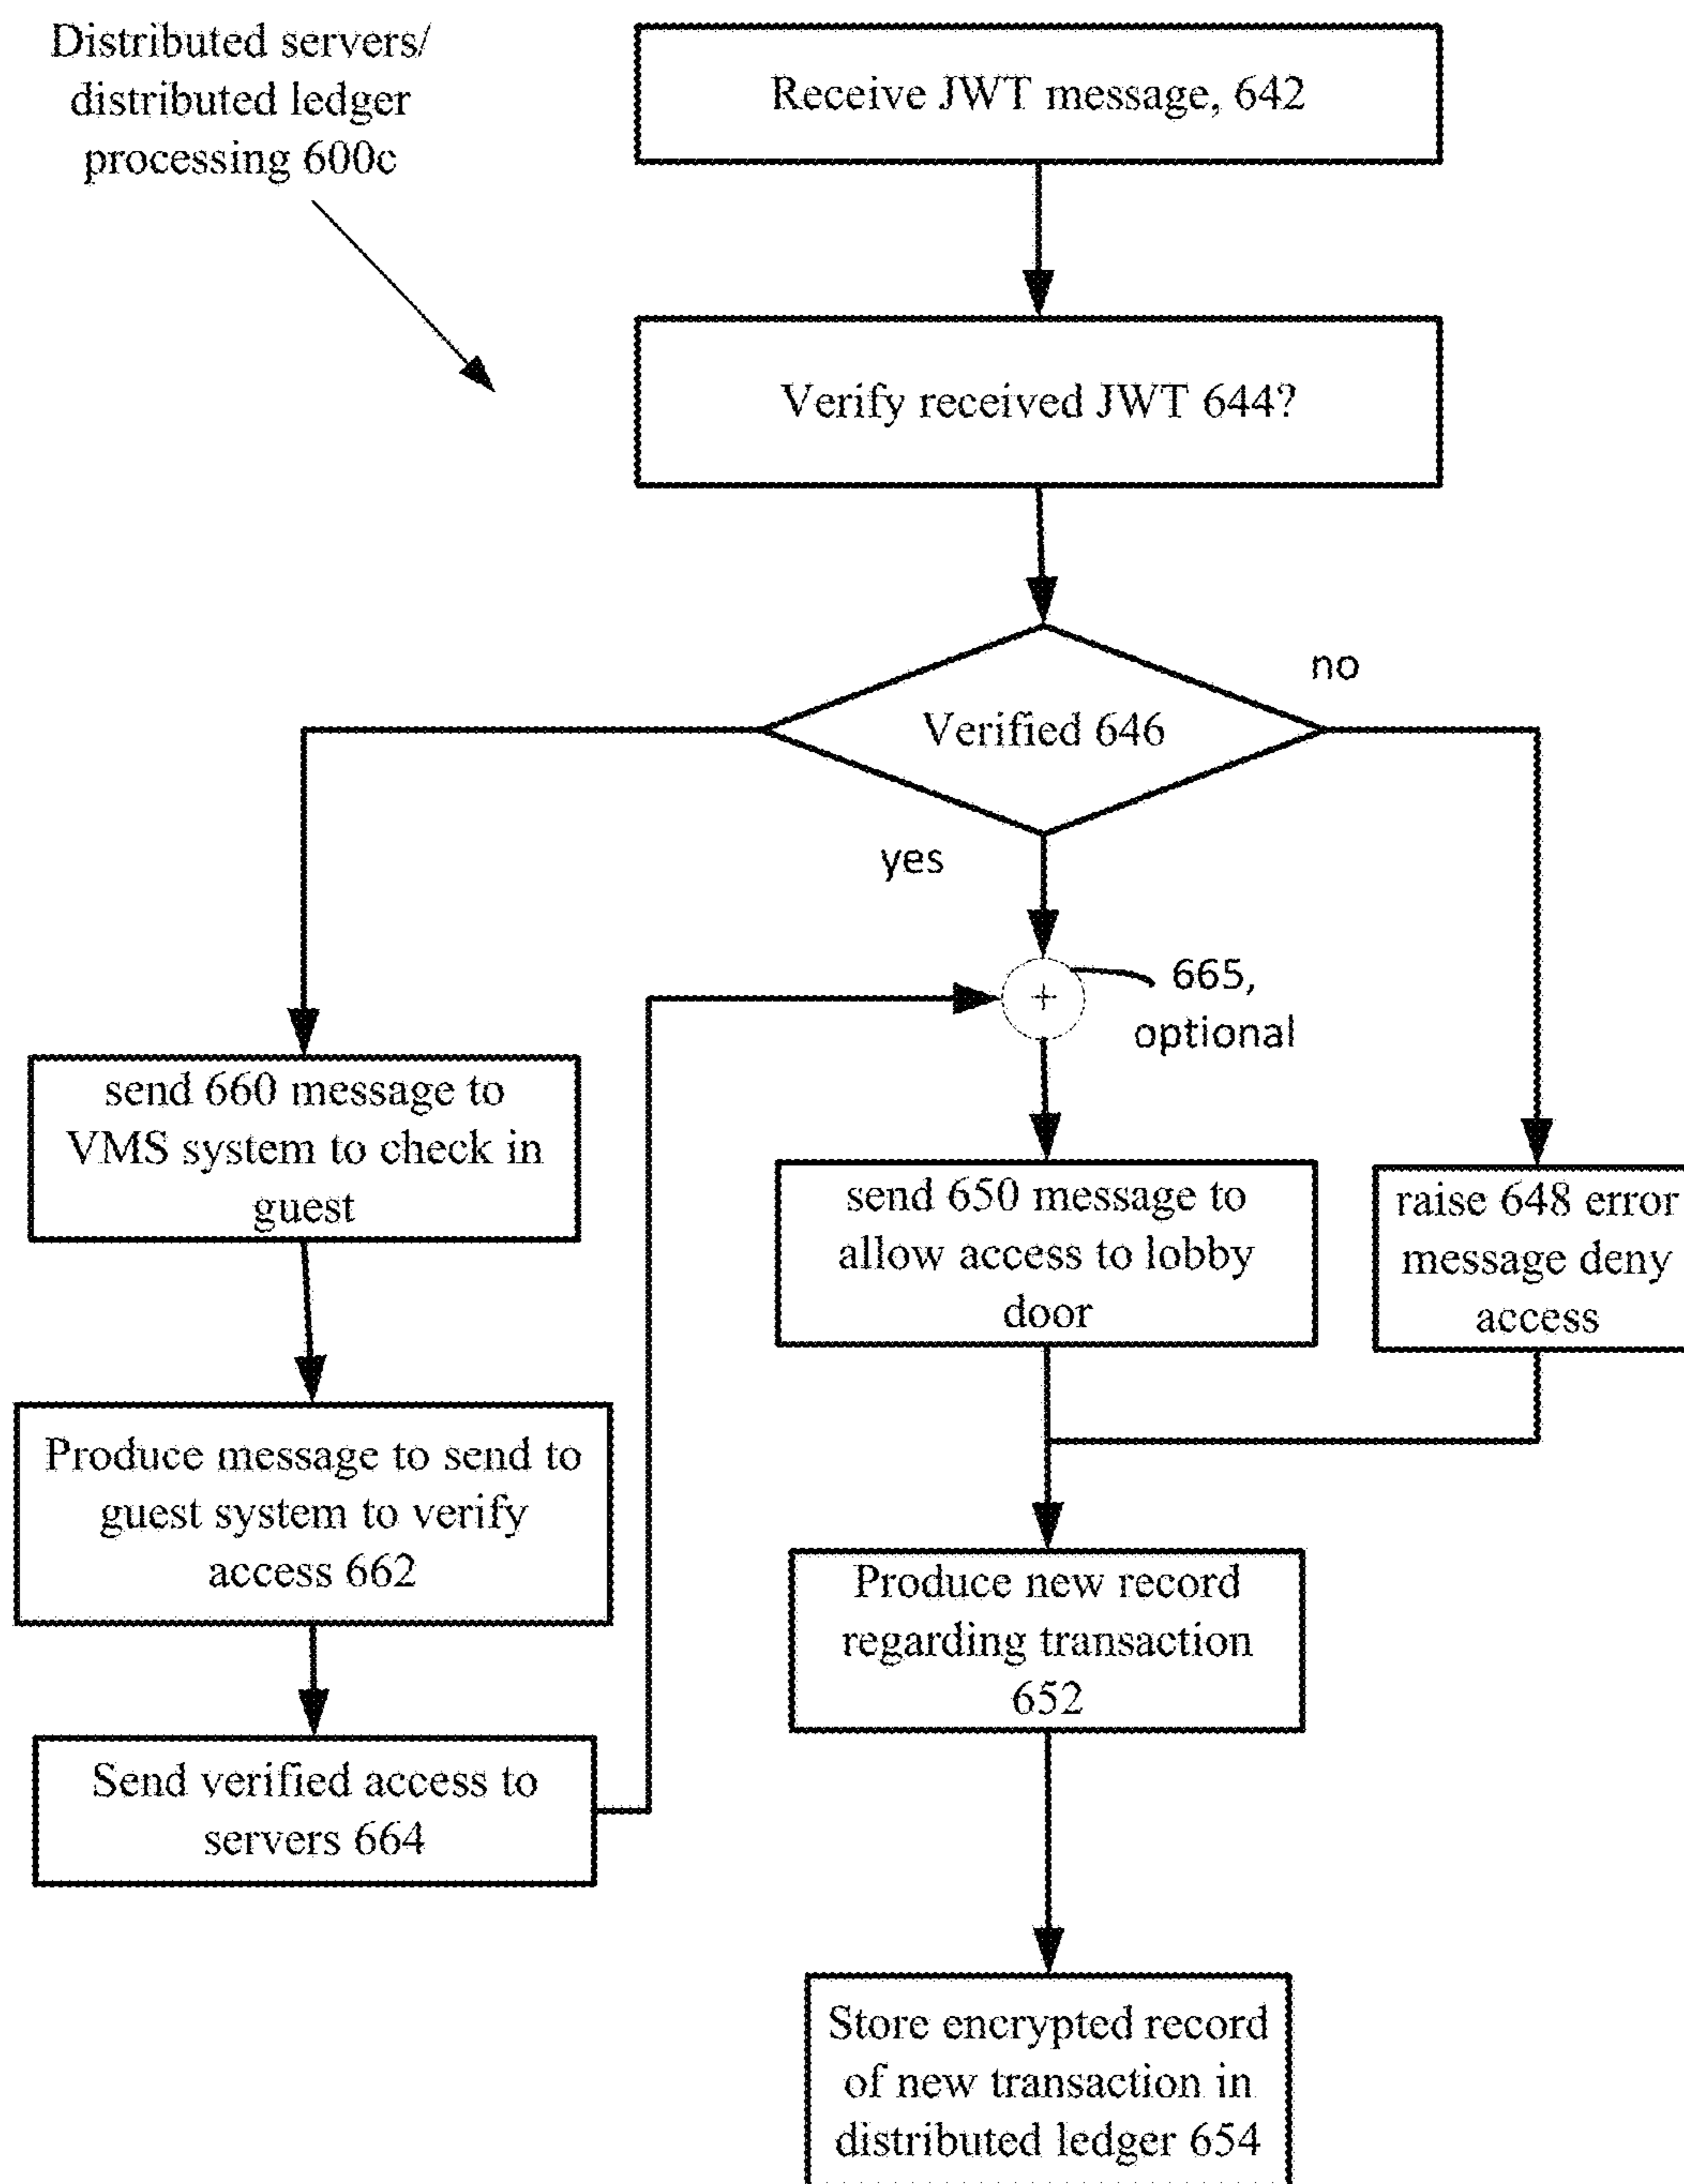 Distributed servers/
distributed ledger
processing 600c
Receive JWT message, 642
Verify received JWT 644?
Verified 646
no
yes
665,
optional
send 660 message to
VMS system to check in
guest
send 650 message to
allow access to lobby
door
raise 648 error
message deny
access
Produce message to send to
guest system to verify
access 662
Produce new record
regarding transaction
652
Send verified access to
servers 664
Store encrypted record
of new transaction in
distributed ledger 654